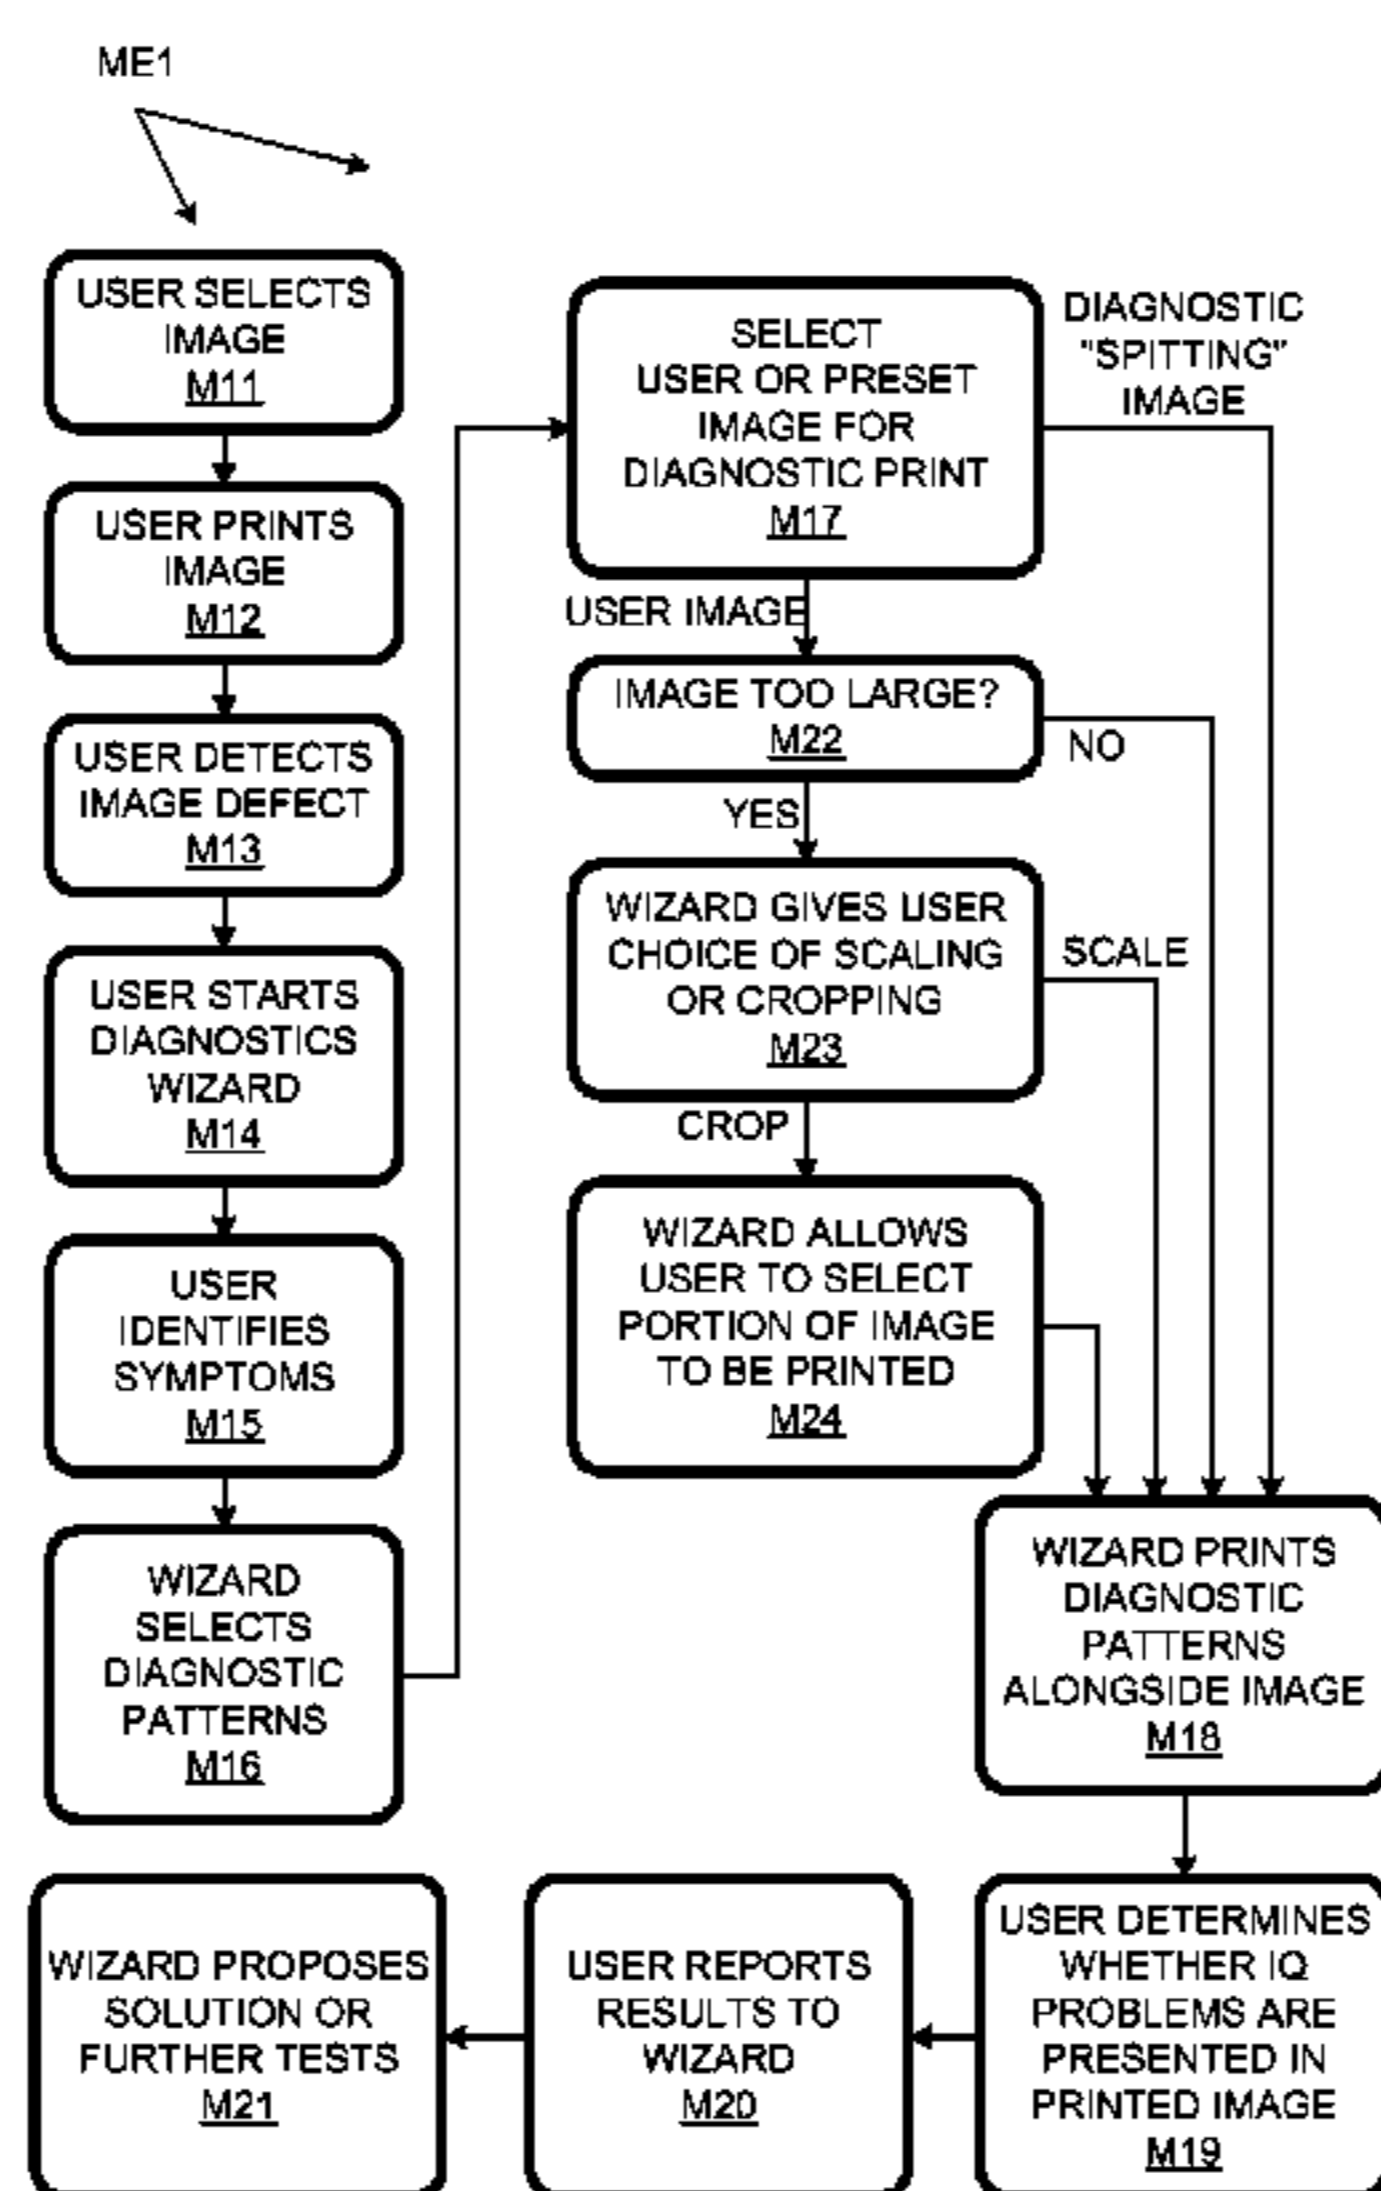 ME1
USER SELECTS
IMAGE
M11
USER PRINTS
IMAGE
M12
USER DETECTS
IMAGE DEFECT
M13
USER STARTS
DIAGNOSTICS
WIZARD
M14
USER
IDENTIFIES
SYMPTOMS
M15
WIZARD
SELECTS
DIAGNOSTIC
PATTERNS
M16
SELECT
USER OR PRESET
IMAGE FOR
DIAGNOSTIC PRINT
M17
DIAGNOSTIC
"SPITTING"
IMAGE
USER IMAGE
IMAGE TOO LARGE?
M22
NO
YES
WIZARD GIVES USER
CHOICE OF SCALING
OR CROPPING
M23
SCALE
CROP
WIZARD ALLOWS
USER TO SELECT
PORTION OF IMAGE
TO BE PRINTED
M24
WIZARD PRINTS
DIAGNOSTIC
PATTERNS
ALONGSIDE IMAGE
M18
USER DETERMINES
WHETHER IQ
PROBLEMS ARE
PRESENTED IN
PRINTED IMAGE
M19
USER REPORTS
RESULTS TO
WIZARD
M20
WIZARD PROPOSES
SOLUTION OR
FURTHER TESTS
M21